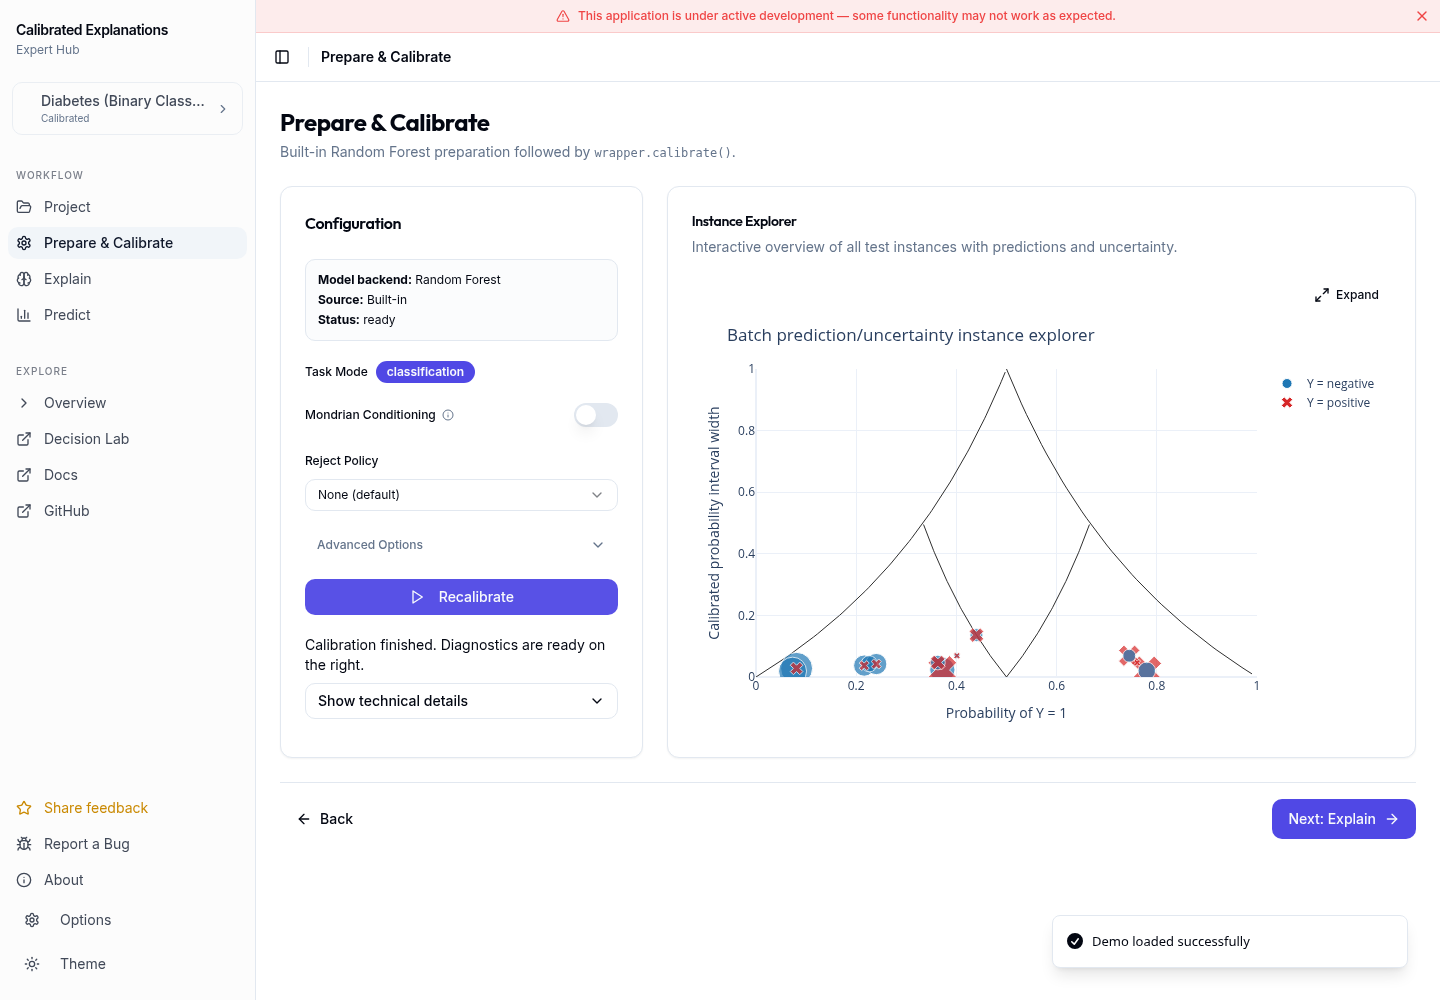 Calibrated Explanations
Expert Hub
Diabetes (Binary Class...
Calibrated
WORKFLOW
Project
Prepare & Calibrate
Explain
Predict
EXPLORE
Overview
Decision Lab
Docs
GitHub
Share feedback
Report a Bug
About
Options
Theme
This application is under active development — some functionality may not work as expected.
Prepare & Calibrate
Prepare & Calibrate
Built-in Random Forest preparation followed by wrapper.calibrate().
Configuration
Model backend: Random Forest
Source: Built-in
Status: ready
Task Mode classification
Mondrian Conditioning
Reject Policy
None (default)
Advanced Options
Recalibrate
Calibration finished. Diagnostics are ready on
the right.
Show technical details
Instance Explorer
Interactive overview of all test instances with predictions and uncertainty.
Expand
Batch prediction/uncertainty instance explorer
Calibrated probability interval width
1
0.8
0.6
0.4
0.2
0
0 0.2 0.4 0.6 0.8 1
Probability of Y = 1
Y = negative
Y = positive
Back
Next: Explain
Demo loaded successfully